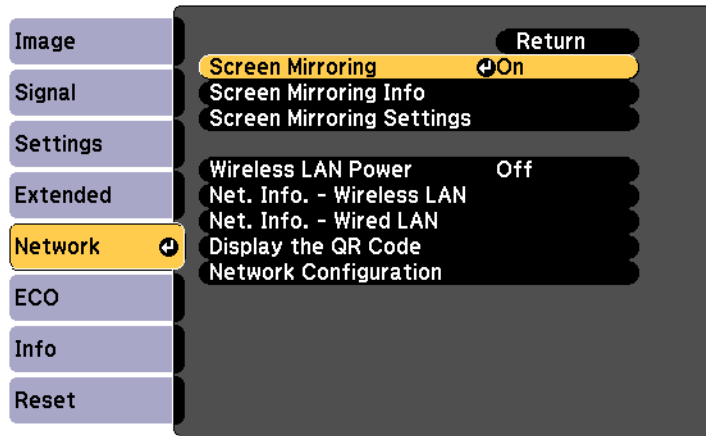 Image
Signal
Settings
Extended
Network
ECO
Info
Reset
Return
Screen Mirroring On
Screen Mirroring Info
Screen Mirroring Settings
Wireless LAN Power Off
Net. Info. - Wireless LAN
Net. Info. - Wired LAN
Display the QR Code
Network Configuration